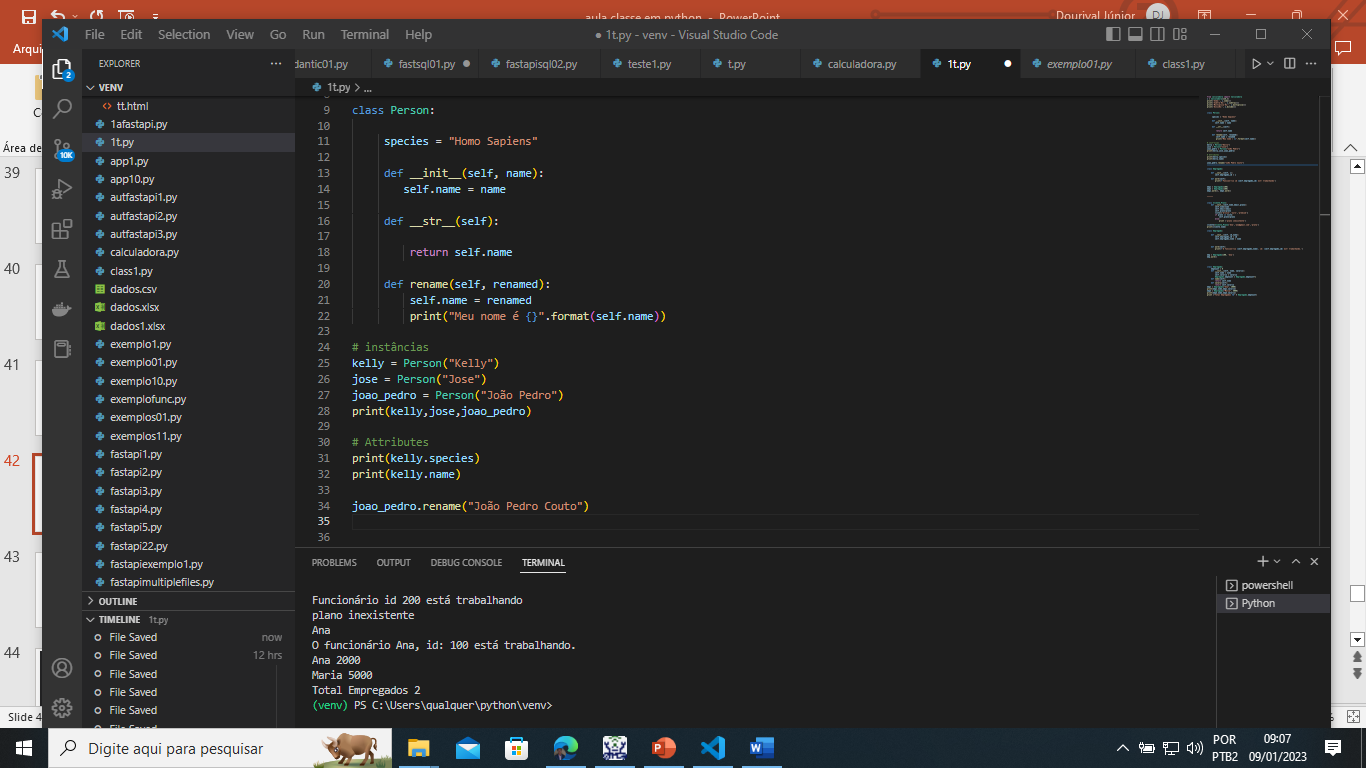 aula classe em python - PowerPoint
Dourival Júnior
DJ
Arqui
File Edit Selection View Go Run Terminal Help
● 1t.py - venv - Visual Studio Code
Área de
39
40
41
42
43
44
Slide 4
EXPLORER
VENV
tt.html
1afastapi.py
1t.py
app1.py
app10.py
autfastapi1.py
autfastapi2.py
autfastapi3.py
calculadora.py
class1.py
dados.csv
dados.xlsx
dados1.xlsx
exemplo1.py
exemplo01.py
exemplo10.py
exemplofunc.py
exemplos01.py
exemplos11.py
fastapi1.py
fastapi2.py
fastapi3.py
fastapi4.py
fastapi5.py
fastapi22.py
fastapiexemplo1.py
fastapimultiplefiles.py
OUTLINE
TIMELINE 1t.py
File Saved now
File Saved 12 hrs
File Saved
File Saved
File Saved
File Saved
2
10K
dantic01.py fastsql01.py fastapisql02.py teste1.py t.py calculadora.py 1t.py exemplo01.py class1.py
1t.py > ...
9 class Person:
10
11 species = "Homo Sapiens"
12
13 def __init__(self, name):
14 self.name = name
15
16 def __str__(self):
17
18 return self.name
19
20 def rename(self, renamed):
21 self.name = renamed
22 print("Meu nome é {}".format(self.name))
23
24 # instâncias
25 kelly = Person("Kelly")
26 jose = Person("Jose")
27 joao_pedro = Person("João Pedro")
28 print(kelly,jose,joao_pedro)
29
30 # Attributes
31 print(kelly.species)
32 print(kelly.name)
33
34 joao_pedro.rename("João Pedro Couto")
35
36
PROBLEMS OUTPUT DEBUG CONSOLE TERMINAL
powershell
Python
Funcionário id 200 está trabalhando
plano inexistente
Ana
O funcionário Ana, id: 100 está trabalhando.
Ana 2000
Maria 5000
Total Empregados 2
(venv) PS C:\Users\qualquer\python\venv>
Digite aqui para pesquisar
POR
PTB2
09:07
09/01/2023